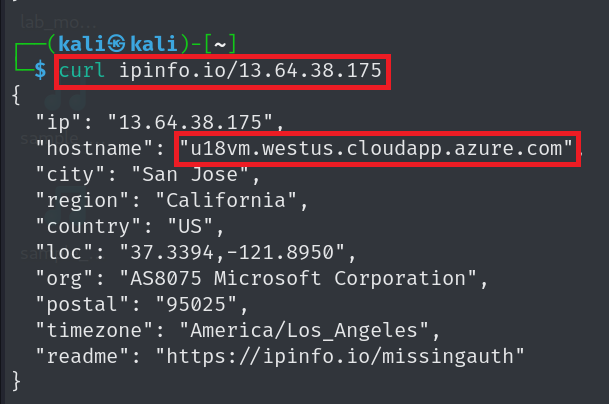 lab_mo...
(kali㉿kali)-[~]
$ curl ipinfo.io/13.64.38.175
{
"ip": "13.64.38.175",
"hostname": "u18vm.westus.cloudapp.azure.com",
"city": "San Jose",
"region": "California",
"country": "US",
"loc": "37.3394,-121.8950",
"org": "AS8075 Microsoft Corporation",
"postal": "95025",
"timezone": "America/Los_Angeles",
"readme": "https://ipinfo.io/missingauth"
}